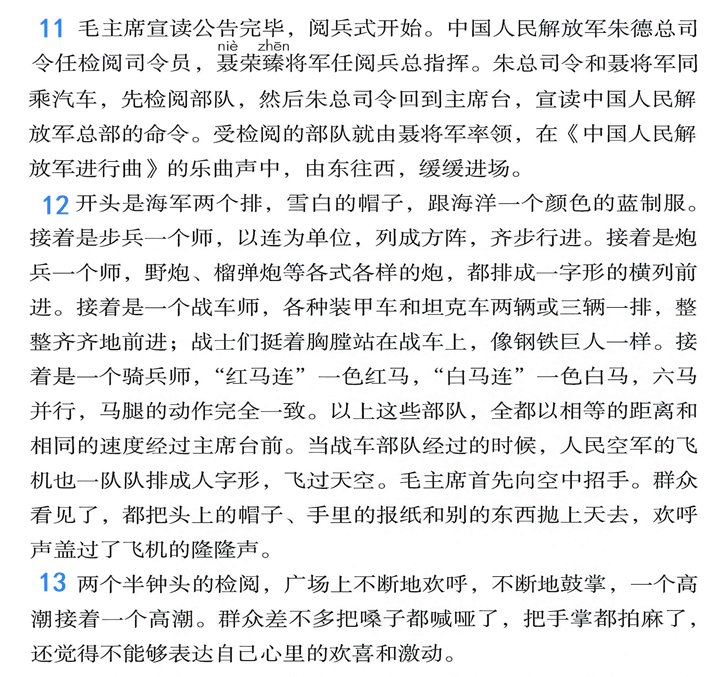 11 毛主席宣读公告完毕，阅兵式开始。中国人民解放军朱德总司
niè zhēn
令任检阅司令员，聂荣臻将军任阅兵总指挥。朱总司令和聂将军同
乘汽车，先检阅部队，然后朱总司令回到主席台，宣读中国人民解
放军总部的命令。受检阅的部队就由聂将军率领，在《中国人民解
放军进行曲》的乐曲声中，由东往西，缓缓进场。
12 开头是海军两个排，雪白的帽子，跟海洋一个颜色的蓝制服。
接着是步兵一个师，以连为单位，列成方阵，齐步行进。接着是炮
兵一个师，野炮、榴弹炮等各式各样的炮，都排成一字形的横列前
进。接着是一个战车师，各种装甲车和坦克车两辆或三辆一排，整
整齐齐地前进；战士们挺着胸膛站在战车上，像钢铁巨人一样。接
着是一个骑兵师，“红马连”一色红马，“白马连”一色白马，六马
并行，马腿的动作完全一致。以上这些部队，全都以相等的距离和
相同的速度经过主席台前。当战车部队经过的时候，人民空军的飞
机也一队队排成人字形，飞过天空。毛主席首先向空中招手。群众
看见了，都把头上的帽子、手里的报纸和别的东西抛上天去，欢呼
声盖过了飞机的隆隆声。
13 两个半钟头的检阅，广场上不断地欢呼，不断地鼓掌，一个高
潮接着一个高潮。群众差不多把嗓子都喊哑了，把手掌都拍麻了，
还觉得不能够表达自己心里的欢喜和激动。